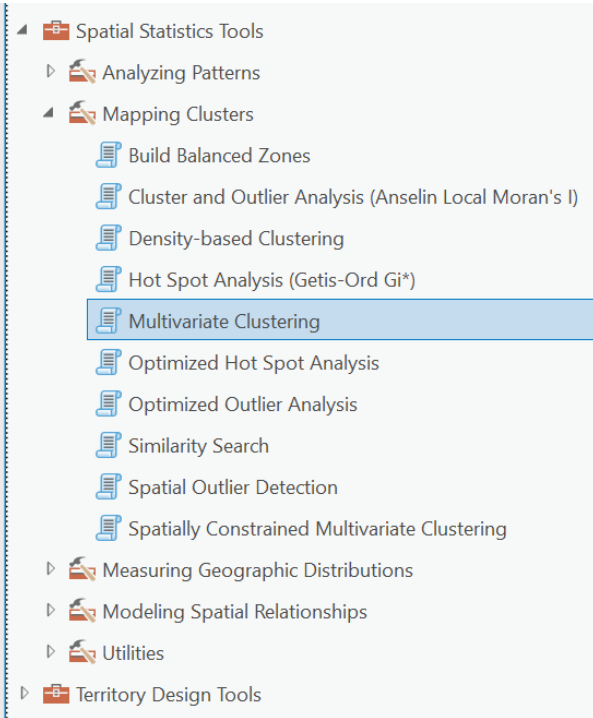 Spatial Statistics Tools
Analyzing Patterns
Mapping Clusters
Build Balanced Zones
Cluster and Outlier Analysis (Anselin Local Moran's I)
Density-based Clustering
Hot Spot Analysis (Getis-Ord Gi*)
Multivariate Clustering
Optimized Hot Spot Analysis
Optimized Outlier Analysis
Similarity Search
Spatial Outlier Detection
Spatially Constrained Multivariate Clustering
Measuring Geographic Distributions
Modeling Spatial Relationships
Utilities
Territory Design Tools